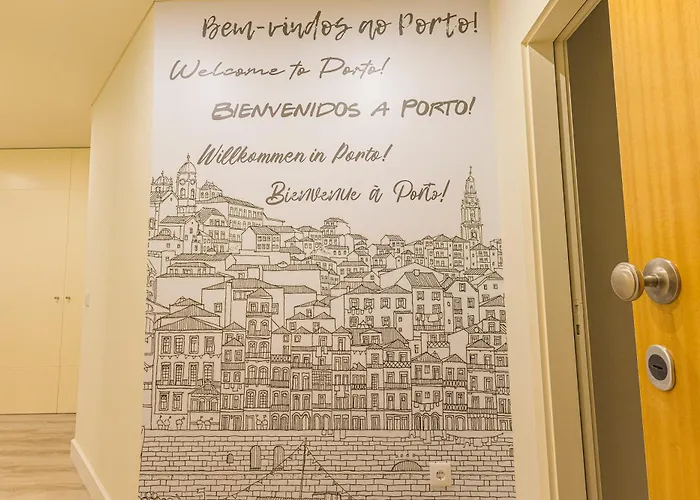 Bem-vindos ao Porto!
Welcome to Porto!
BIENVENIDOS A PORTO!
Willkommen in Porto!
Bienvenue à Porto!